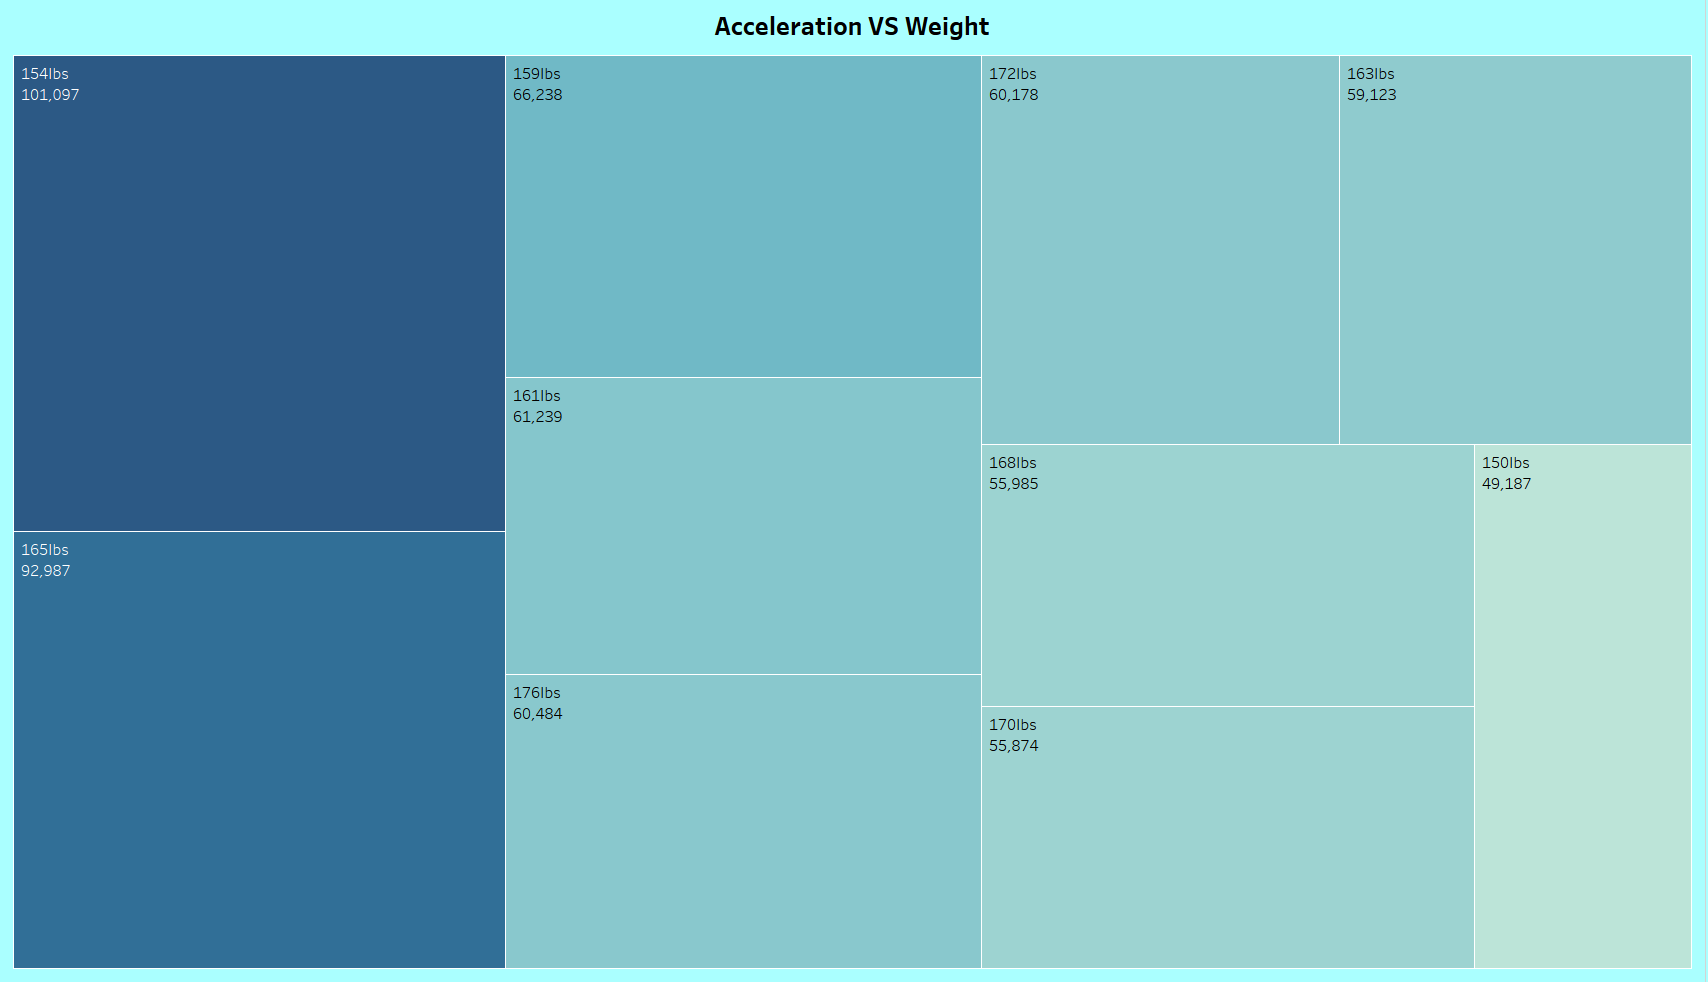 Acceleration VS Weight
154lbs
101,097
165lbs
92,987
159lbs
66,238
161lbs
61,239
176lbs
60,484
172lbs
60,178
163lbs
59,123
168lbs
55,985
170lbs
55,874
150lbs
49,187